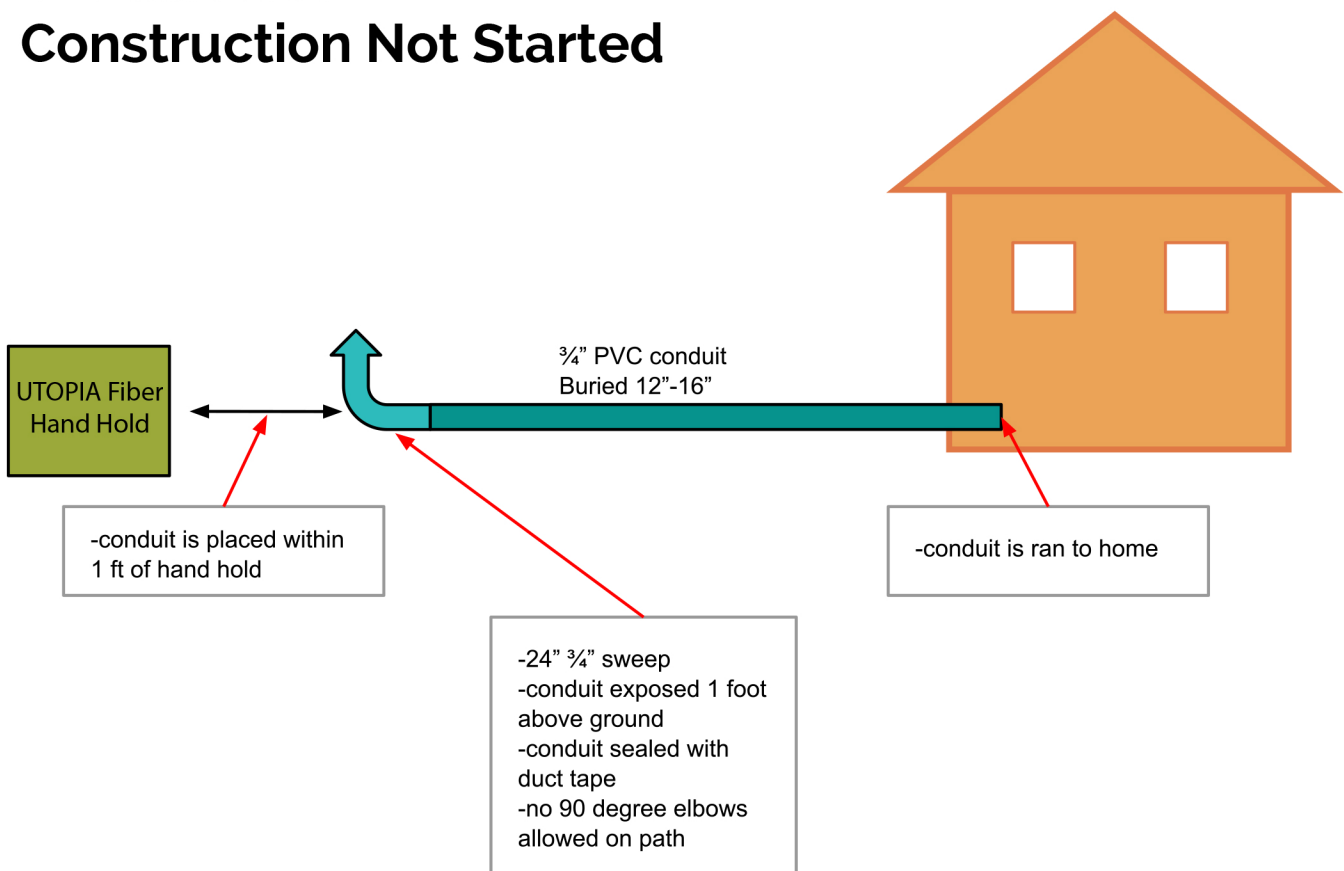 Construction Not Started
¾” PVC conduit
Buried 12”-16”
UTOPIA Fiber
Hand Hold
-conduit is placed within
1 ft of hand hold
-conduit is ran to home
-24” ¾” sweep
-conduit exposed 1 foot
above ground
-conduit sealed with
duct tape
-no 90 degree elbows
allowed on path